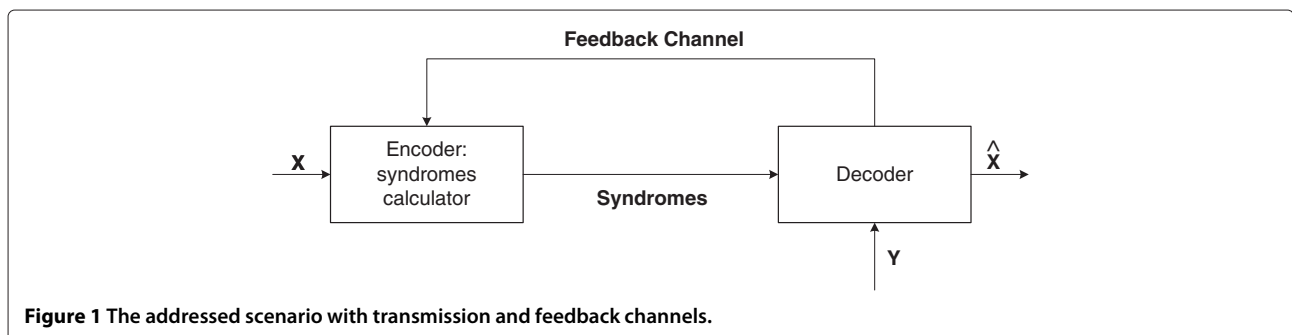 Feedback Channel
X
Encoder:
syndromes
calculator
Syndromes
Decoder
^
X
Y
Figure 1 The addressed scenario with transmission and feedback channels.